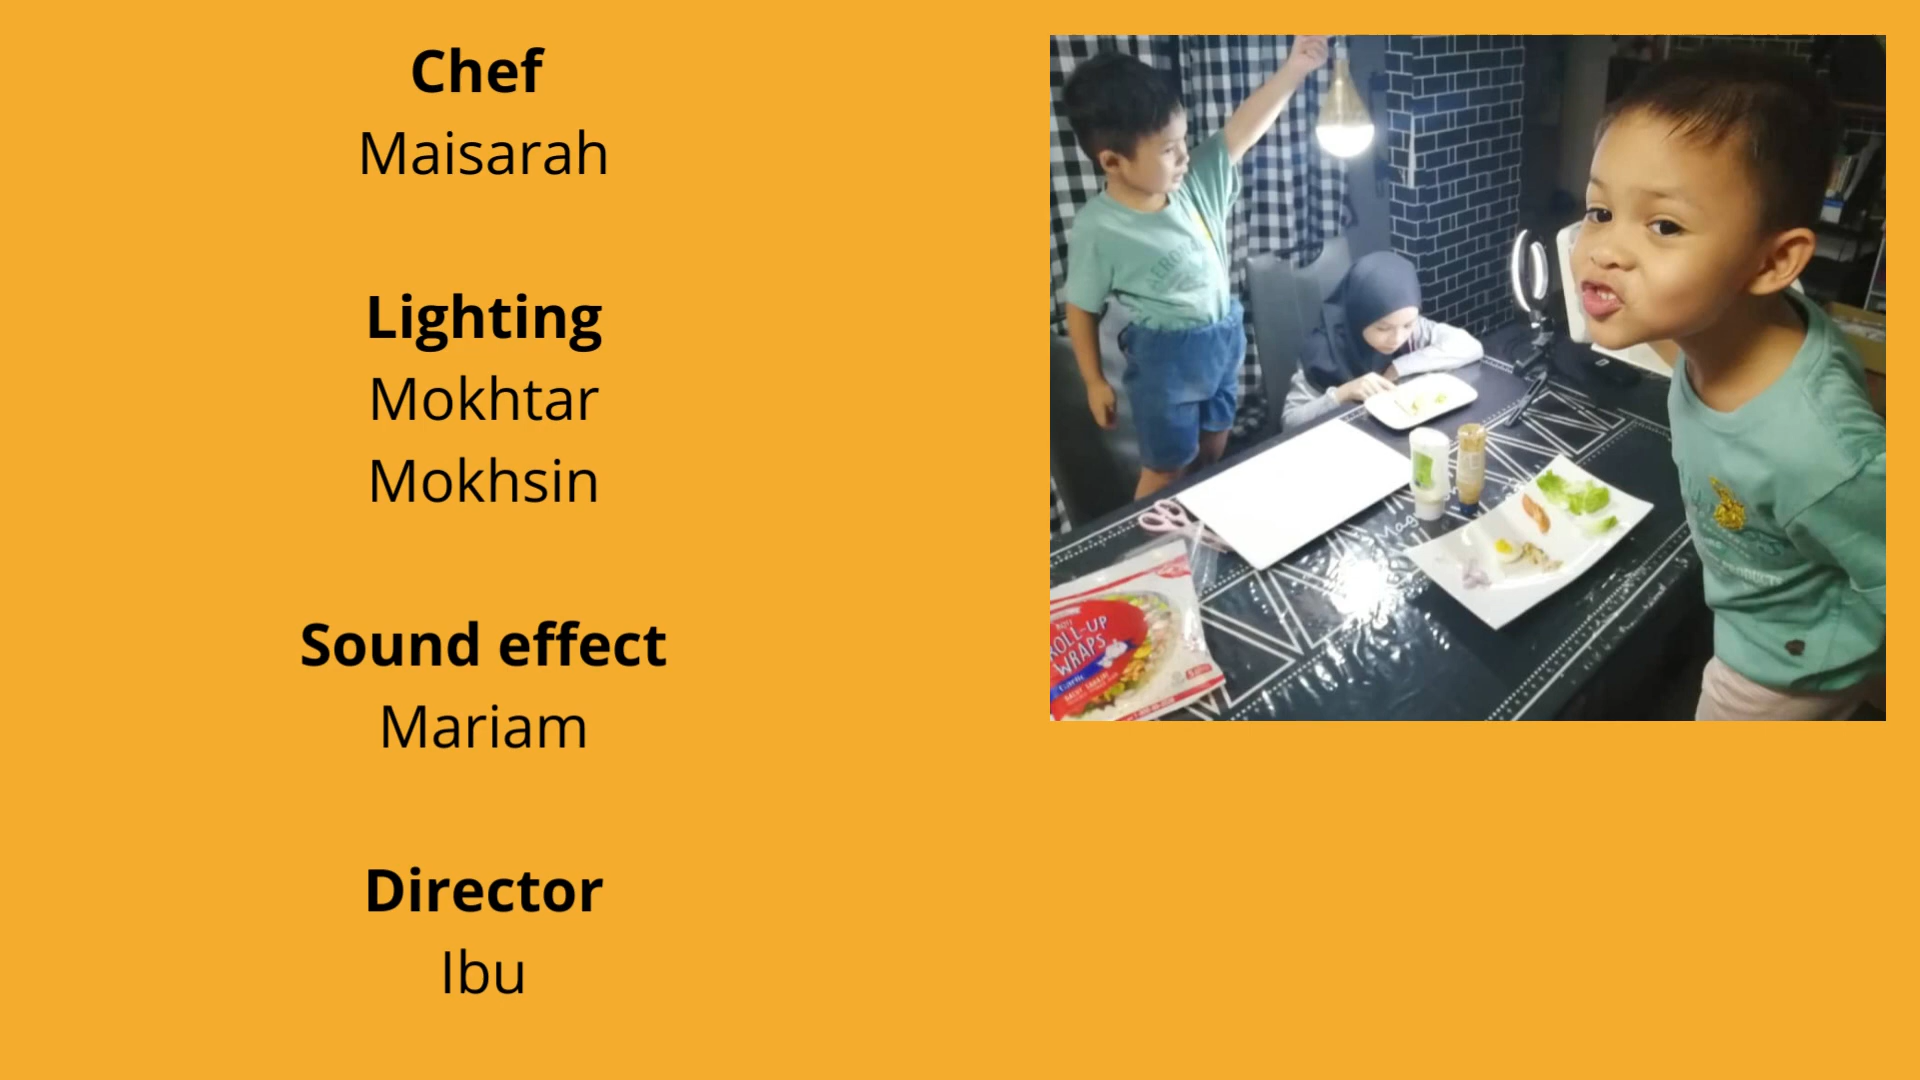 Chef
Maisarah
Lighting
Mokhtar
Mokhsin
Sound effect
Mariam
Director
Ibu
ROLL-UP
WRAPS